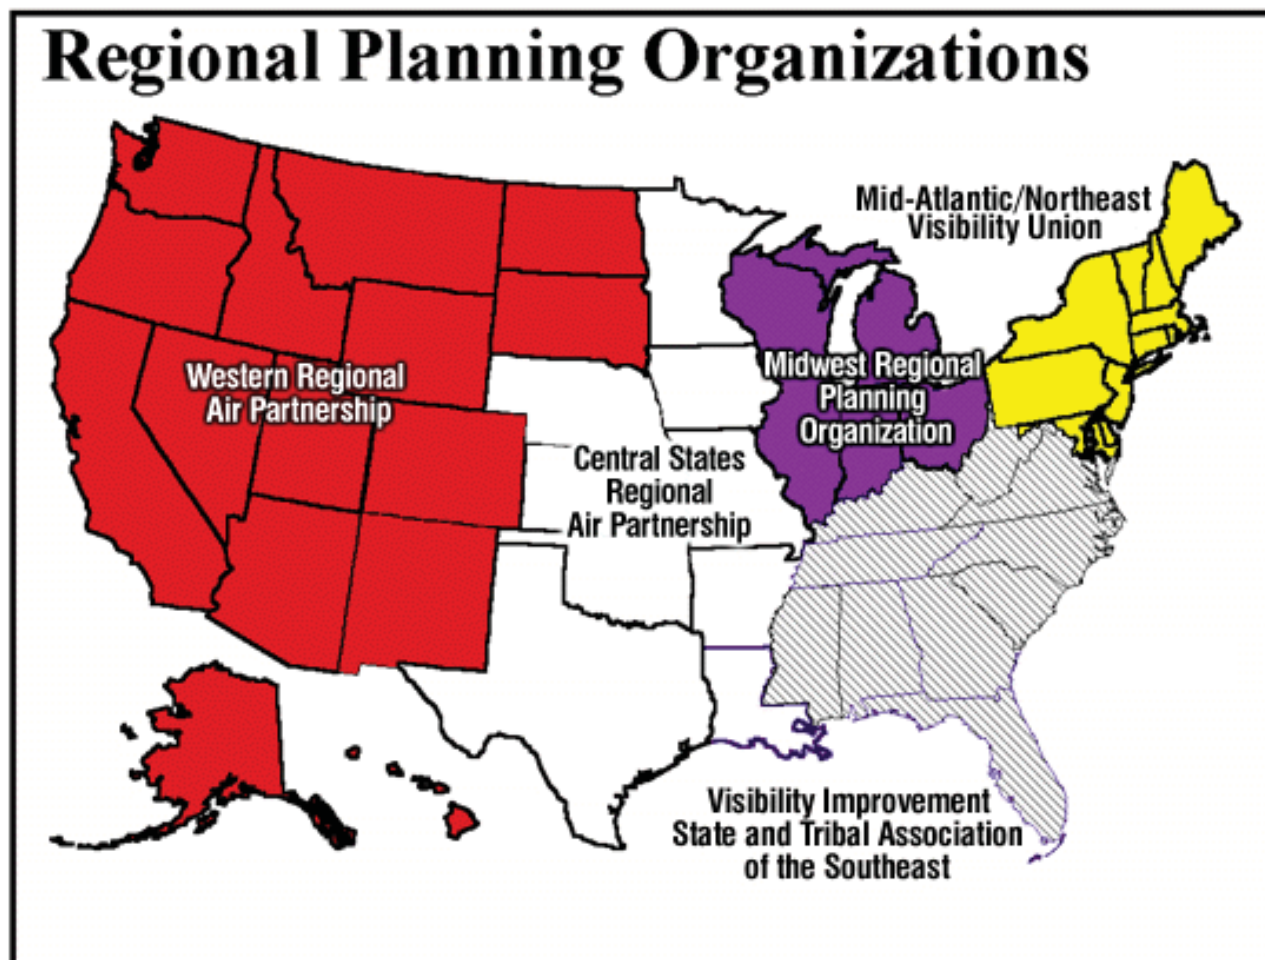 Regional Planning Organizations
Mid-Atlantic/Northeast
Visibility Union
Western Regional
Air Partnership
Midwest Regional
Planning
Organization
Central States
Regional
Air Partnership
Visibility Improvement
State and Tribal Association
of the Southeast